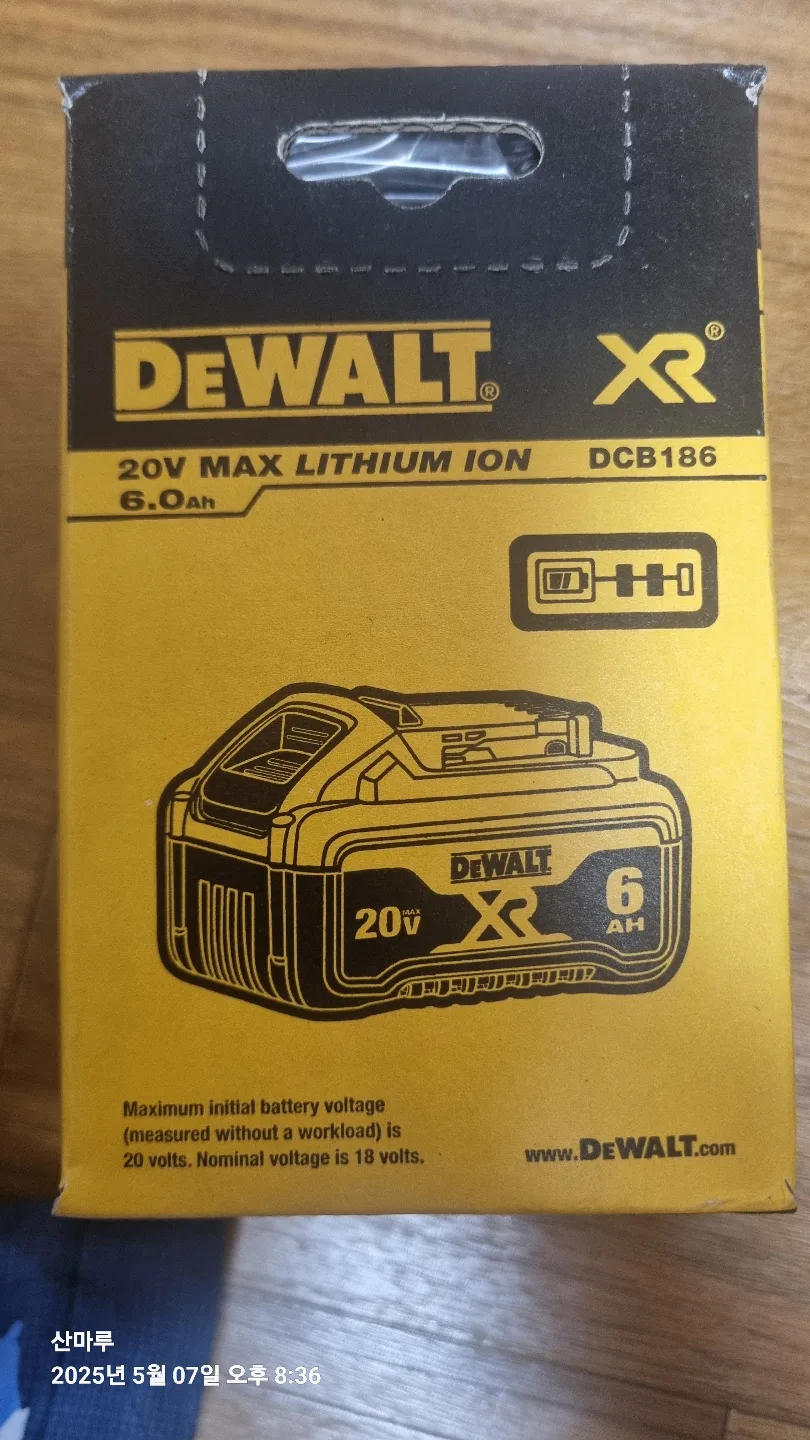 DEWALT® XR®
20V MAX LITHIUM ION DCB186
6.0Ah
DEWALT
20V MAX XR 6 AH
Maximum initial battery voltage
(measured without a workload) is
20 volts. Nominal voltage is 18 volts.
www.DEWALT.com
산마루
2025년 5월 07일 오후 8:36